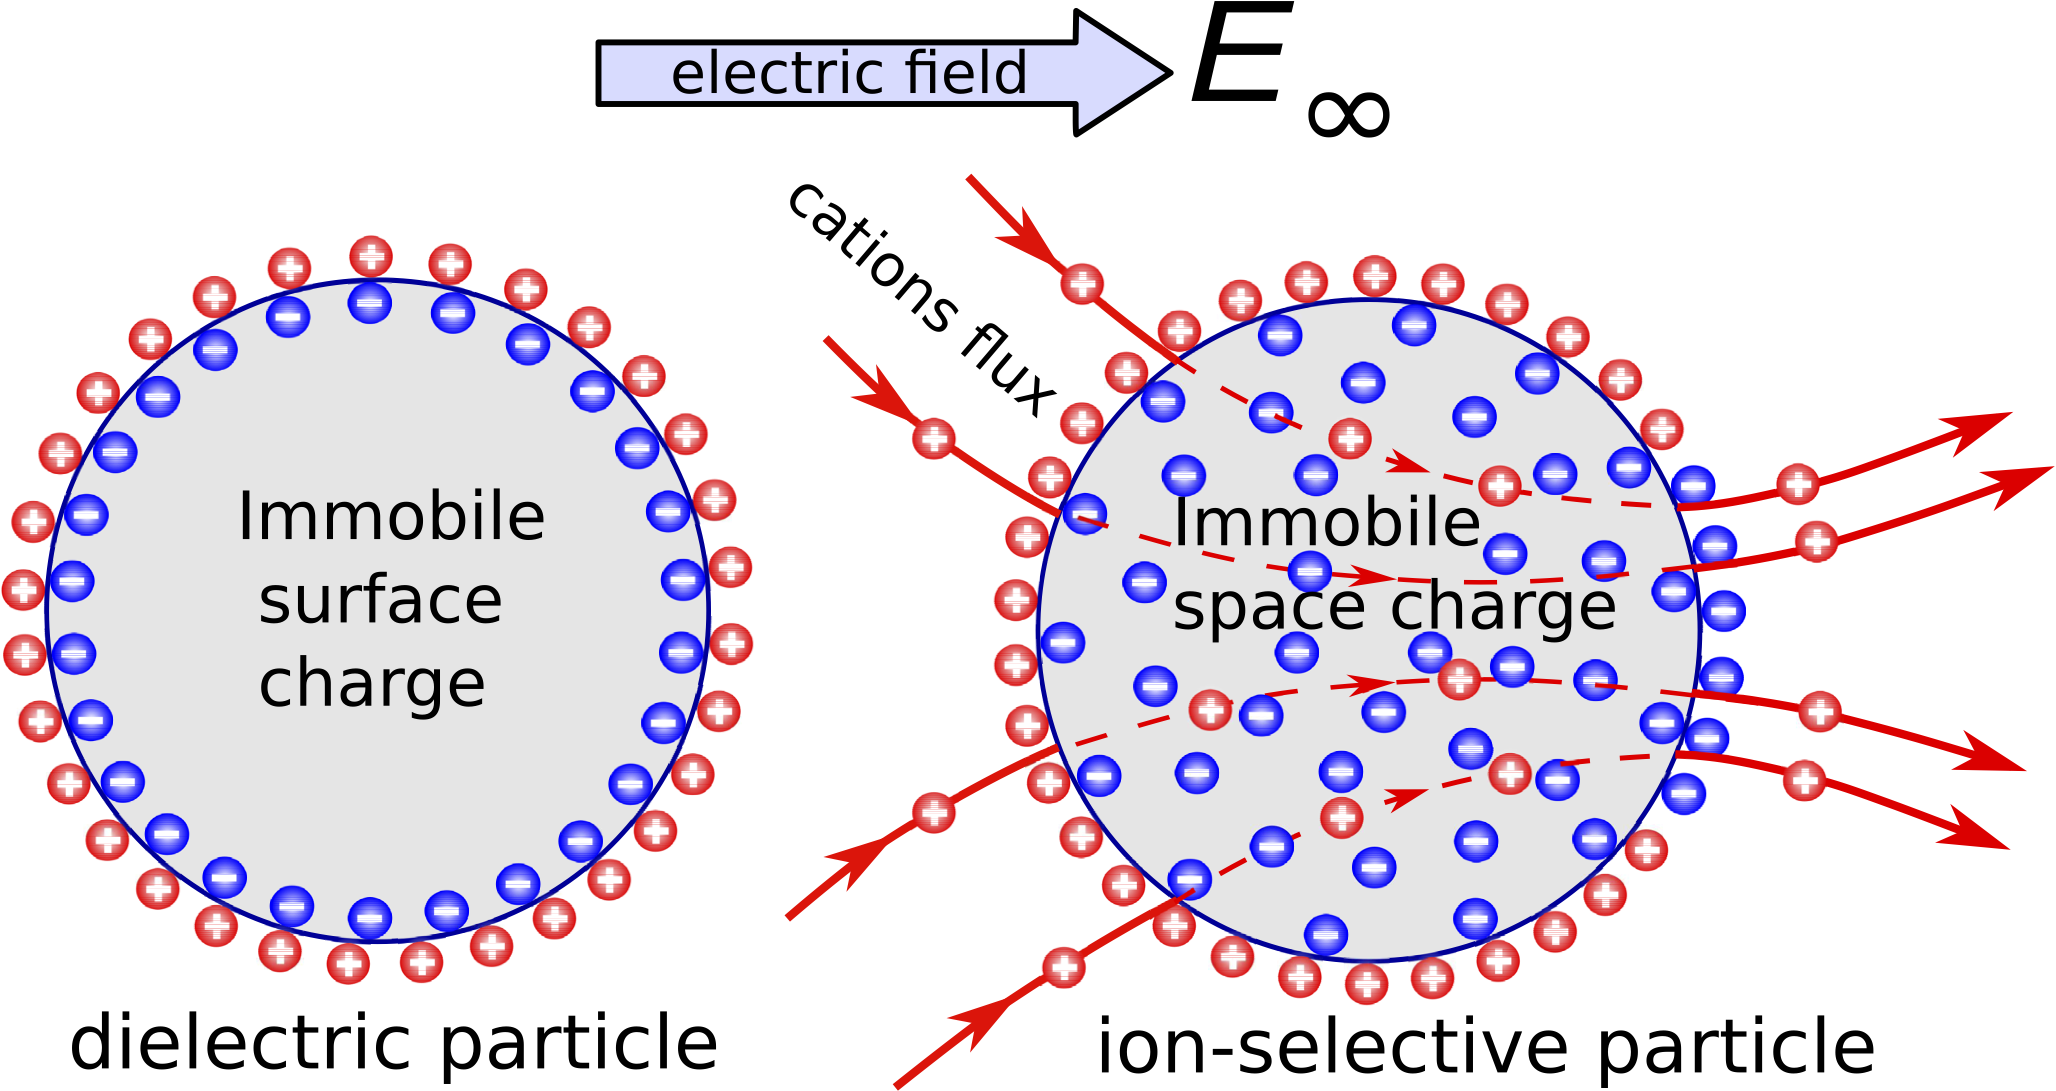 electric field
E∞
cations flux
Immobile
surface
charge
Immobile
space charge
dielectric particle
ion-selective particle